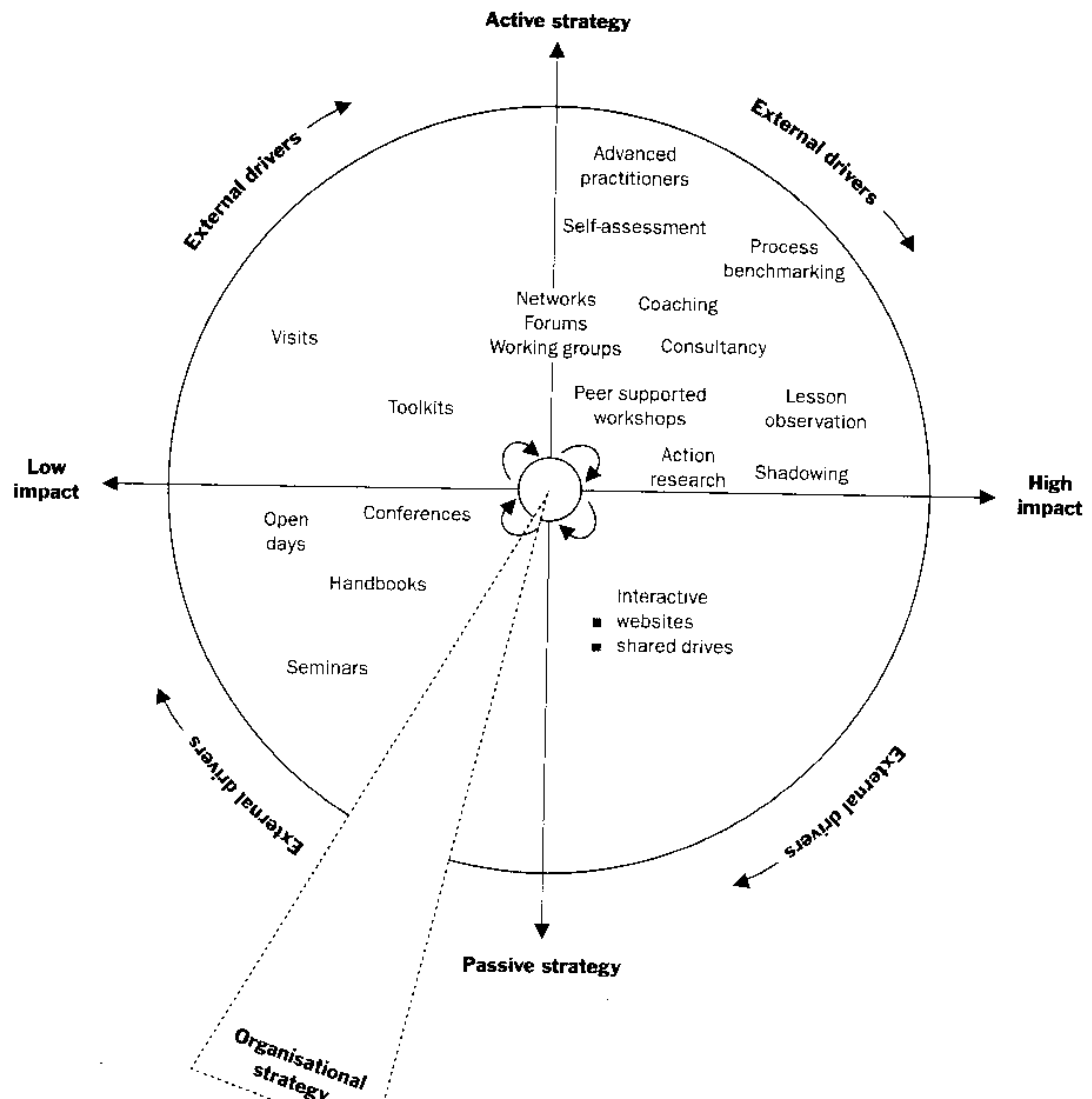 Active strategy
External drivers
External drivers
Advanced
practitioners
Self-assessment
Process
benchmarking
Networks
Forums
Working groups
Coaching
Consultancy
Visits
Toolkits
Peer supported
workshops
Lesson
observation
Action
research
Shadowing
Low
impact
High
impact
Open
days
Conferences
Handbooks
Interactive
■ websites
■ shared drives
Seminars
External drivers
External drivers
Passive strategy
Organisational
strategy